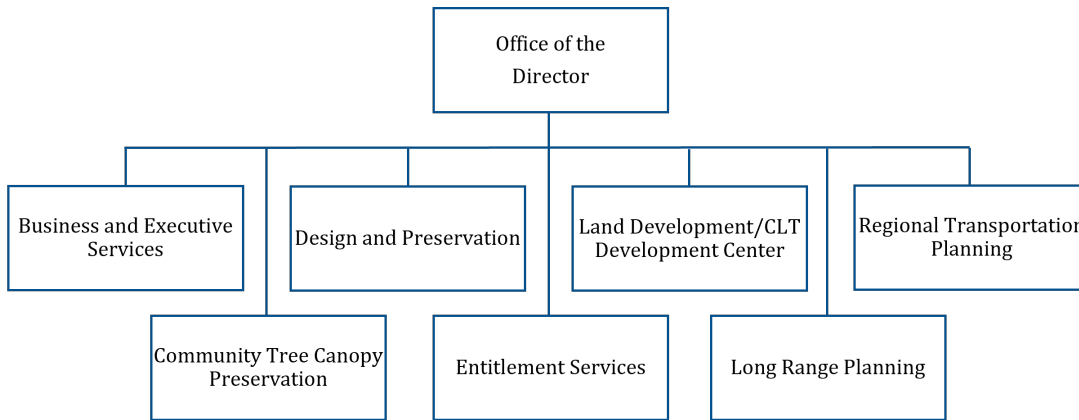 Office of the
Director
Business and Executive
Services
Design and Preservation
Land Development/CLT
Development Center
Regional Transportation
Planning
Community Tree Canopy
Preservation
Entitlement Services
Long Range Planning